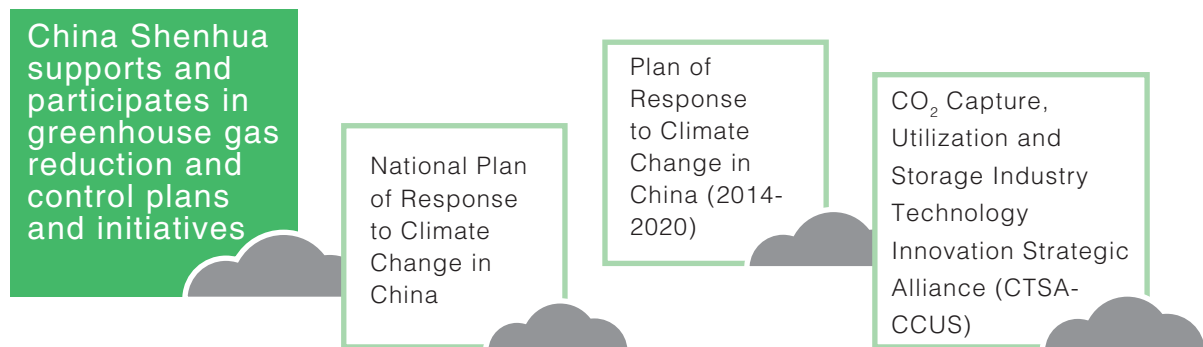 China Shenhua
supports and
participates in
greenhouse gas
reduction and
control plans
and initiatives
National Plan
of Response
to Climate
Change in
China
Plan of
Response
to Climate
Change in
China (2014-
2020)
CO₂ Capture,
Utilization and
Storage Industry
Technology
Innovation Strategic
Alliance (CTSA-
CCUS)